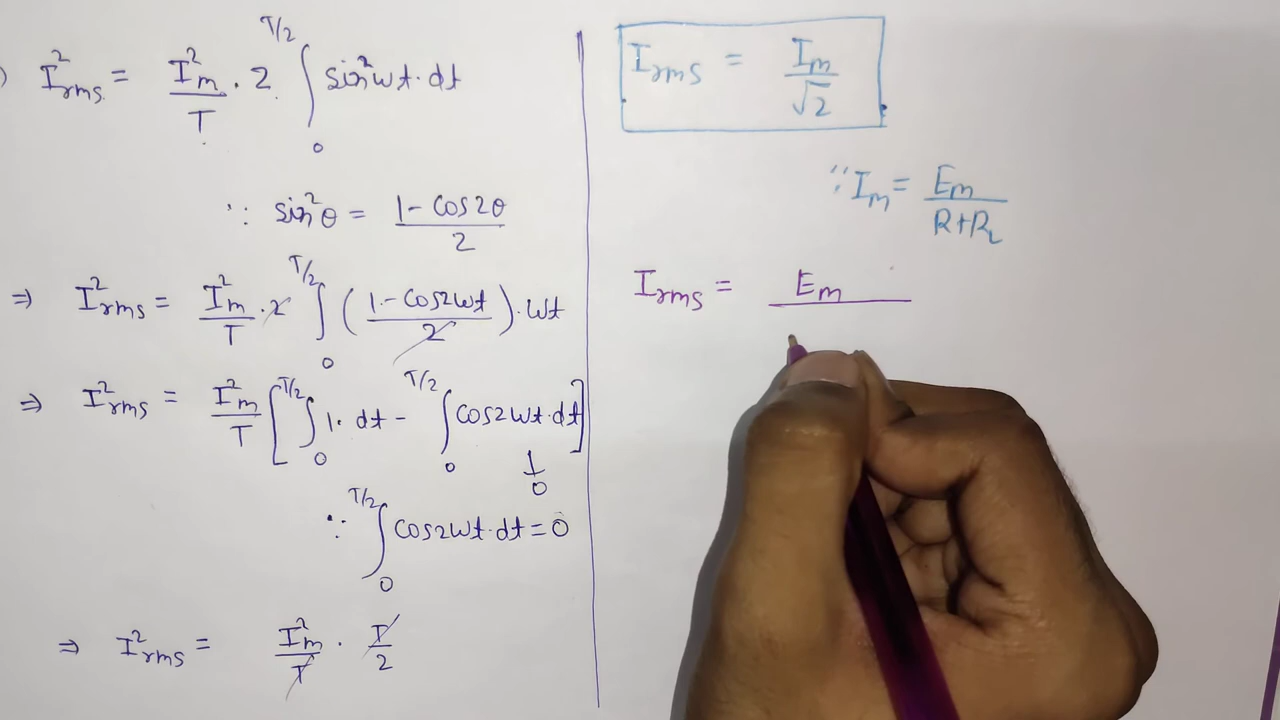 ) I²rms = I²m/T · 2 ∫₀^T/2 sin²ωt · dt
∵ sin²θ = 1 - Cos2θ / 2
⇒ I²rms = I²m/T · 2 ∫₀^T/2 ( 1 - Cos2ωt / 2 ) · ωt
⇒ I²rms = I²m/T [ ∫₀^T/2 1 · dt - ∫₀^T/2 Cos2ωt · dt ]
↓
0
∵ ∫₀^T/2 Cos2ωt · dt = 0
⇒ I²rms = I²m/T · T/2
Irms = Im/√2
∵ Im = Em / R+RL
Irms = Em